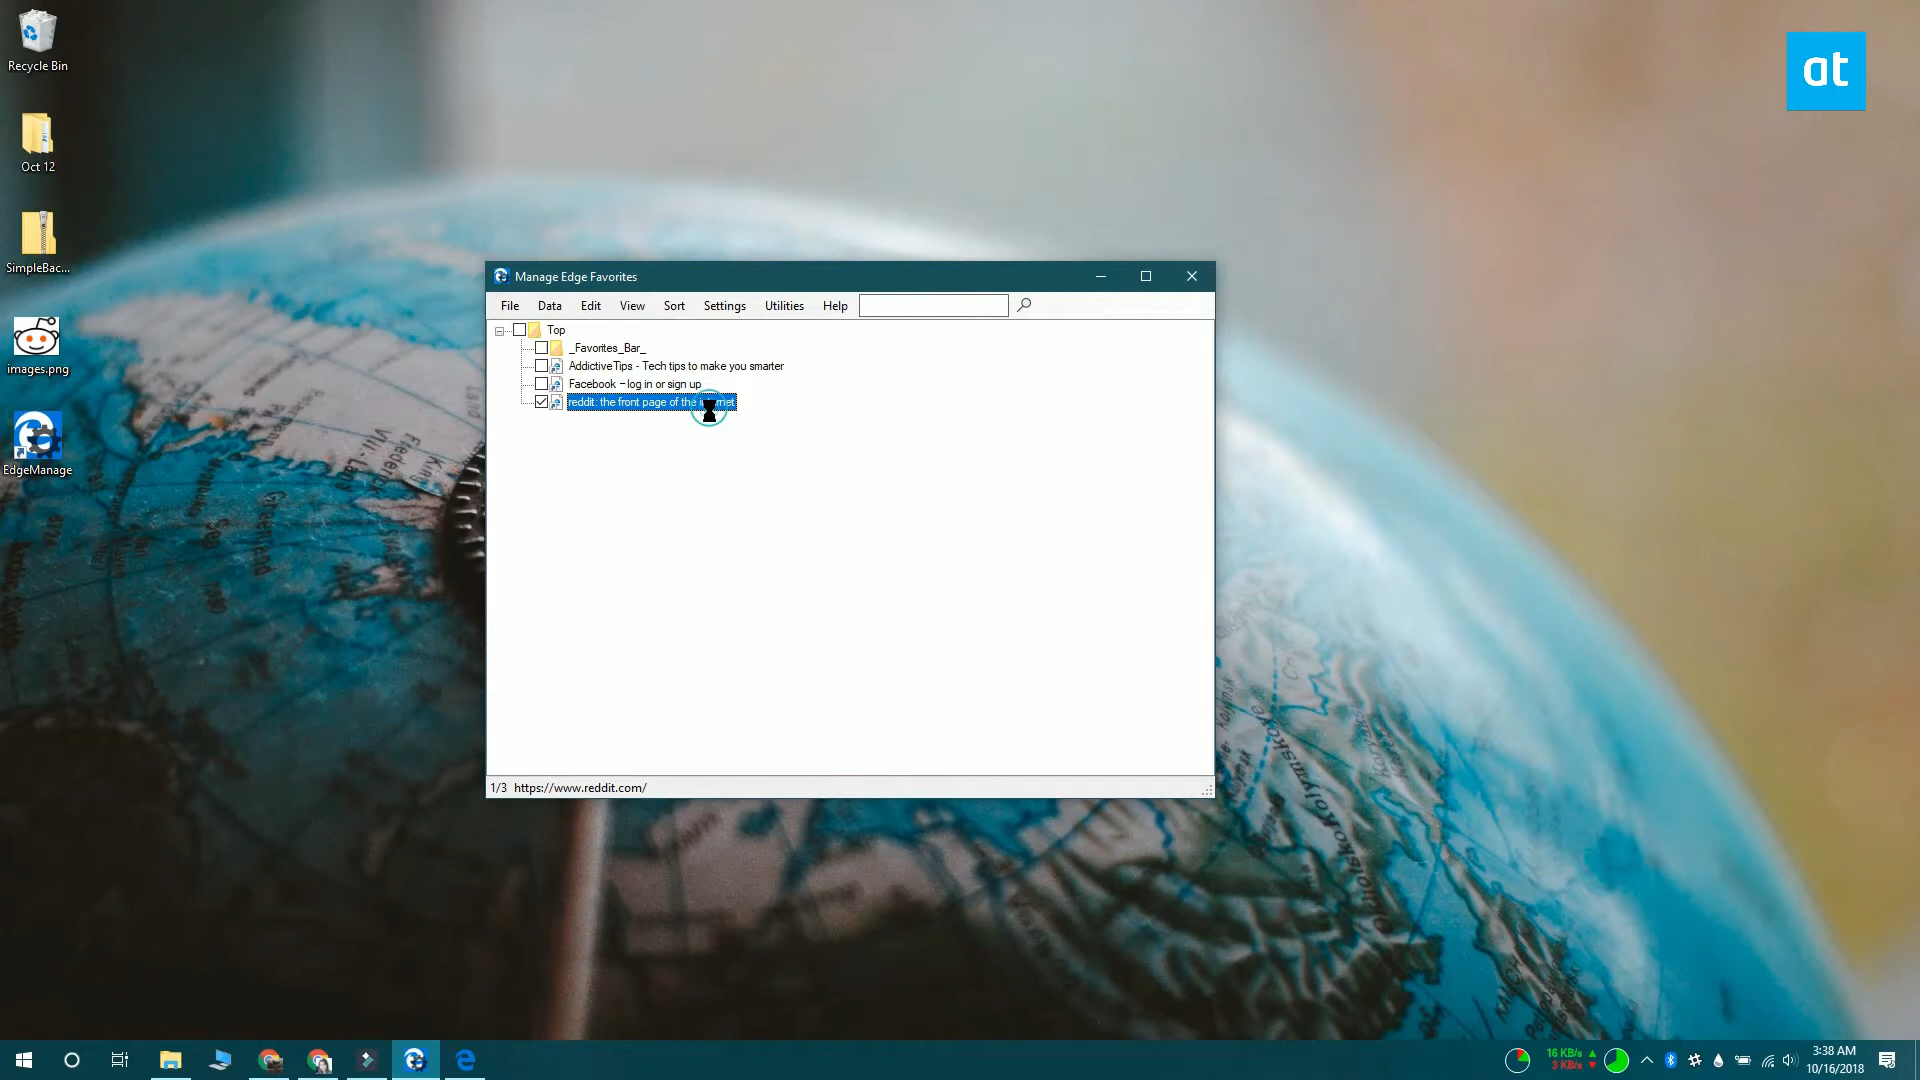 Recycle Bin
Oct 12
SimpleBac...
images.png
EdgeManage
at
Manage Edge Favorites
File Data Edit View Sort Settings Utilities Help
Top
_Favorites_Bar_
AddictiveTips - Tech tips to make you smarter
Facebook – log in or sign up
reddit: the front page of the internet
1/3 https://www.reddit.com/
16 KB/s
3 KB/s
3:38 AM
10/16/2018